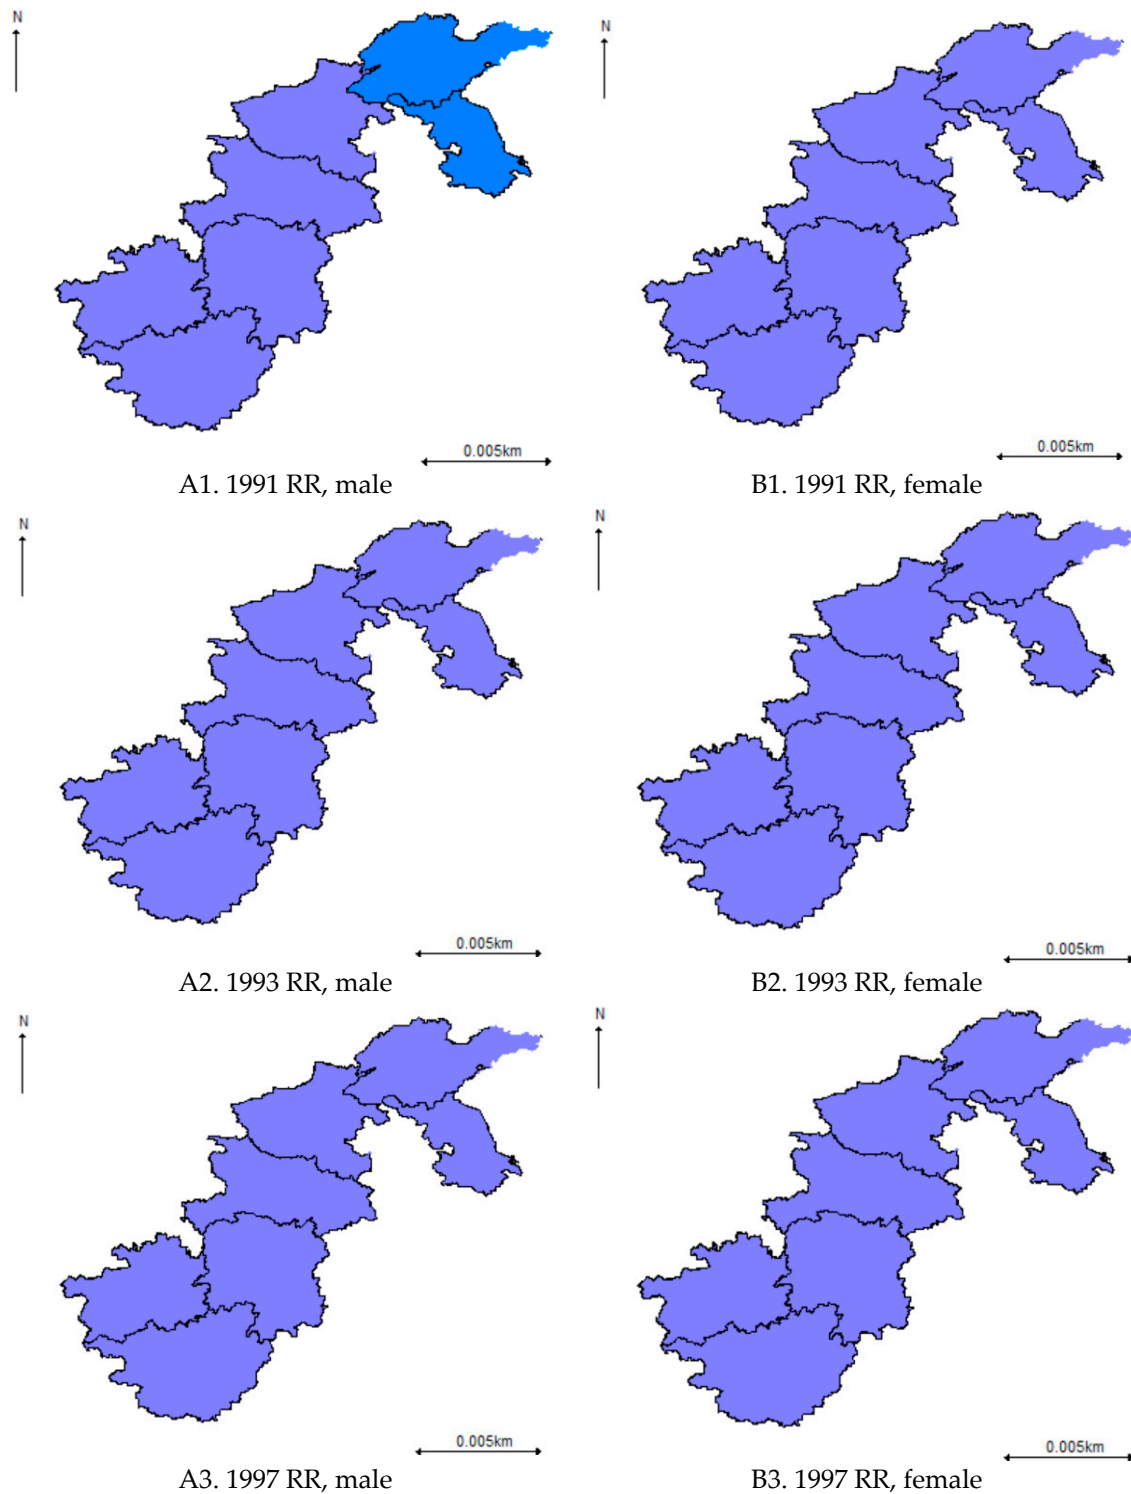 N
N
0.005km
0.005km
A1. 1991 RR, male
B1. 1991 RR, female
N
N
0.005km
0.005km
A2. 1993 RR, male
B2. 1993 RR, female
N
N
0.005km
0.005km
A3. 1997 RR, male
B3. 1997 RR, female